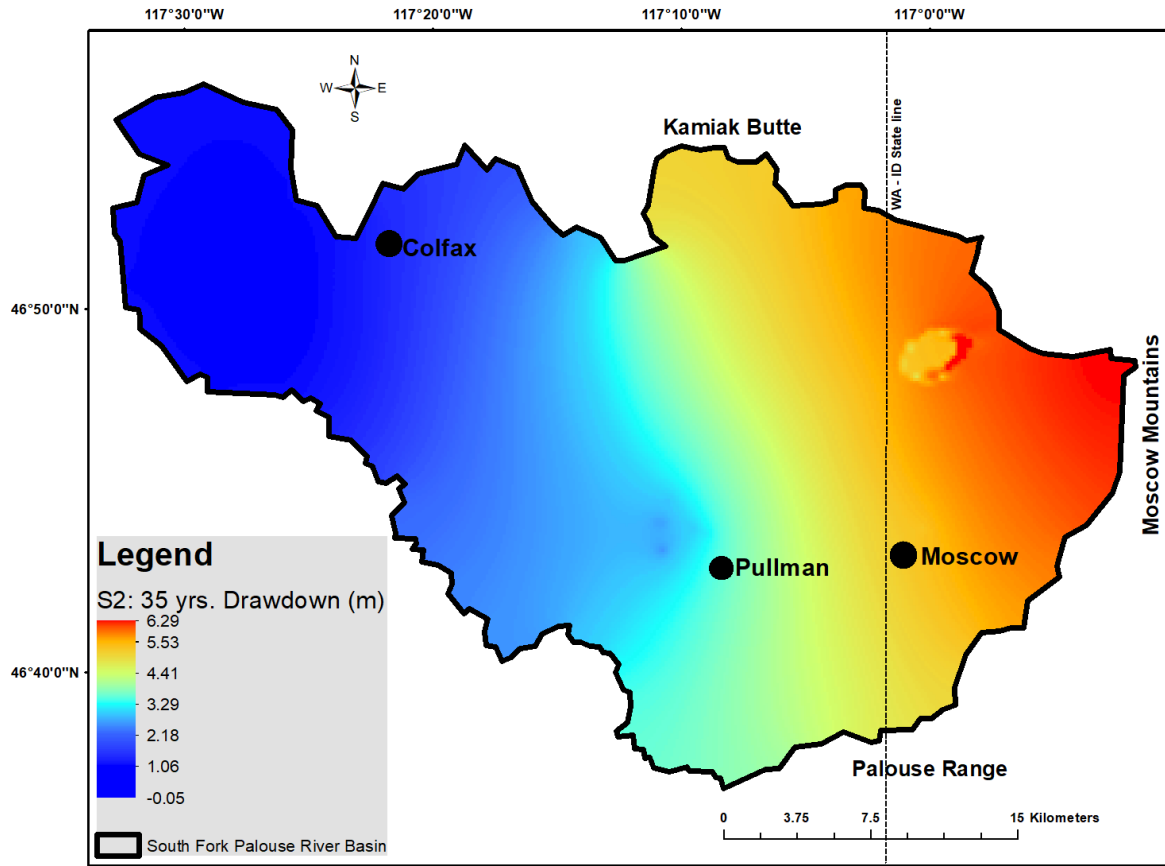 117°30'0"W 117°20'0"W 117°10'0"W 117°0'0"W
N
W E
S
Kamiak Butte
WA - ID State line
Colfax
46°50'0"N
Moscow Mountains
Legend
S2: 35 yrs. Drawdown (m)
6.29
5.53
4.41
3.29
2.18
1.06
-0.05
South Fork Palouse River Basin
Pullman
Moscow
46°40'0"N
Palouse Range
0 3.75 7.5 15 Kilometers